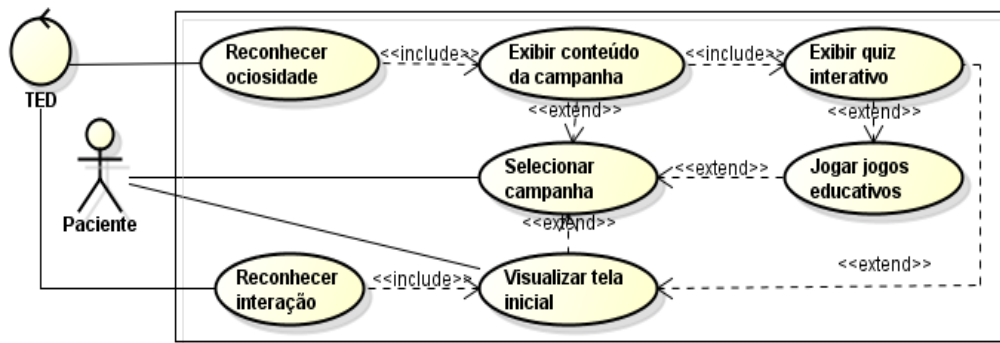 Reconhecer
ociosidade
<<include>>
Exibir conteúdo
da campanha
<<include>>
Exibir quiz
interativo
TED
<<extend>>
<<extend>>
Selecionar
campanha
<<extend>>
Jogar jogos
educativos
Paciente
<<extend>>
Reconhecer
interação
<<include>>
Visualizar tela
inicial
<<extend>>